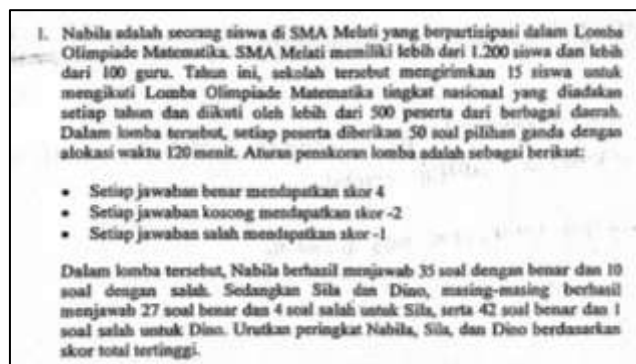 1. Nabila adalah seorang siswa di SMA Melati yang berpartisipasi dalam Lomba
Olimpiade Matematika. SMA Melati memiliki lebih dari 1.200 siswa dan lebih
dari 100 guru. Tahun ini, sekolah tersebut mengirimkan 15 siswa untuk
mengikuti Lomba Olimpiade Matematika tingkat nasional yang diadakan
setiap tahun dan diikuti oleh lebih dari 500 peserta dari berbagai daerah.
Dalam lomba tersebut, setiap peserta diberikan 50 soal pilihan ganda dengan
alokasi waktu 120 menit. Aturan penskoran lomba adalah sebagai berikut:
• Setiap jawaban benar mendapatkan skor 4
• Setiap jawaban kosong mendapatkan skor -2
• Setiap jawaban salah mendapatkan skor -1
Dalam lomba tersebut, Nabila berhasil menjawab 35 soal dengan benar dan 10
soal dengan salah. Sedangkan Sila dan Dino, masing-masing berhasil
menjawab 27 soal benar dan 4 soal salah untuk Sila, serta 42 soal benar dan 1
soal salah untuk Dino. Urutkan peringkat Nabila, Sila, dan Dino berdasarkan
skor total tertinggi.